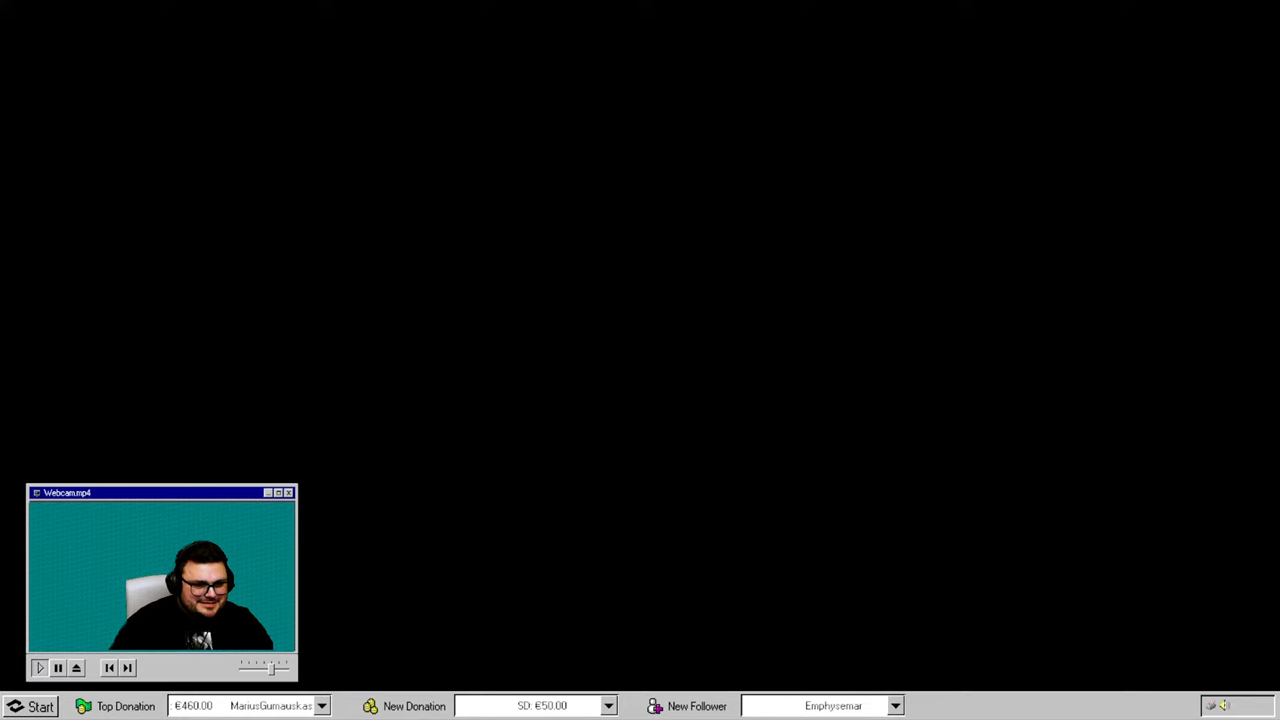 Webcam.mp4
Start
Top Donation
: €460.00 MariusGumauskas
New Donation
SD: €50.00
New Follower
Emphysemar